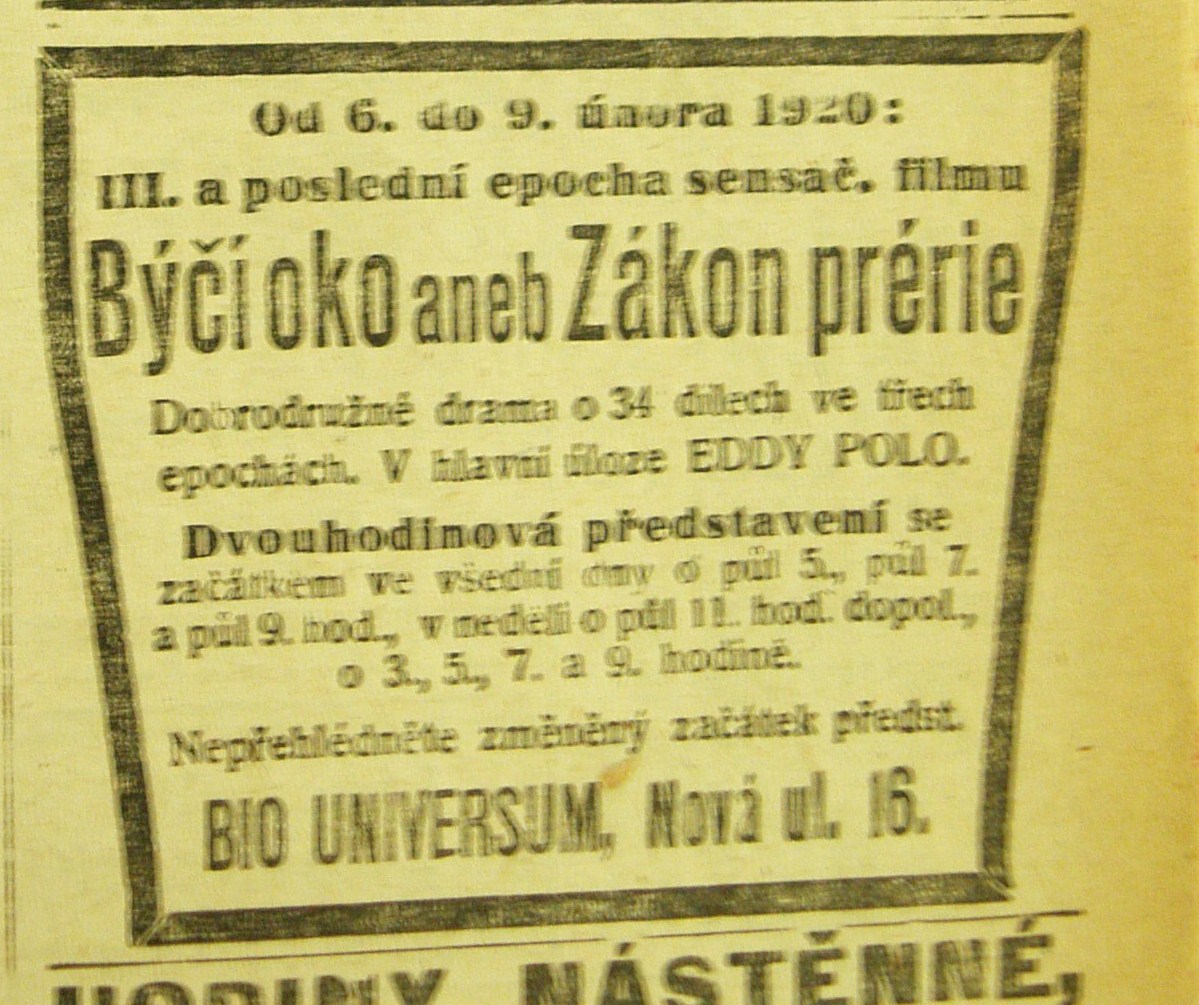 Od 6. do 9. února 1920:
III. a poslední epocha sensač. filmu
Býčí oko aneb Zákon prérie
Dobrodružné drama o 34 dílech ve třech
epochách. V hlavní úloze EDDY POLO.
Dvouhodinová představení se
začátkem ve všední dny o půl 5., půl 7.
a půl 9. hod., v neděli o půl 11. hod. dopol.,
o 3., 5., 7. a 9. hodině.
Nepřehlédněte změněný začátek předst.
BIO UNIVERSUM, Nová ul. 16.
HODINY NÁSTĚNNÉ,